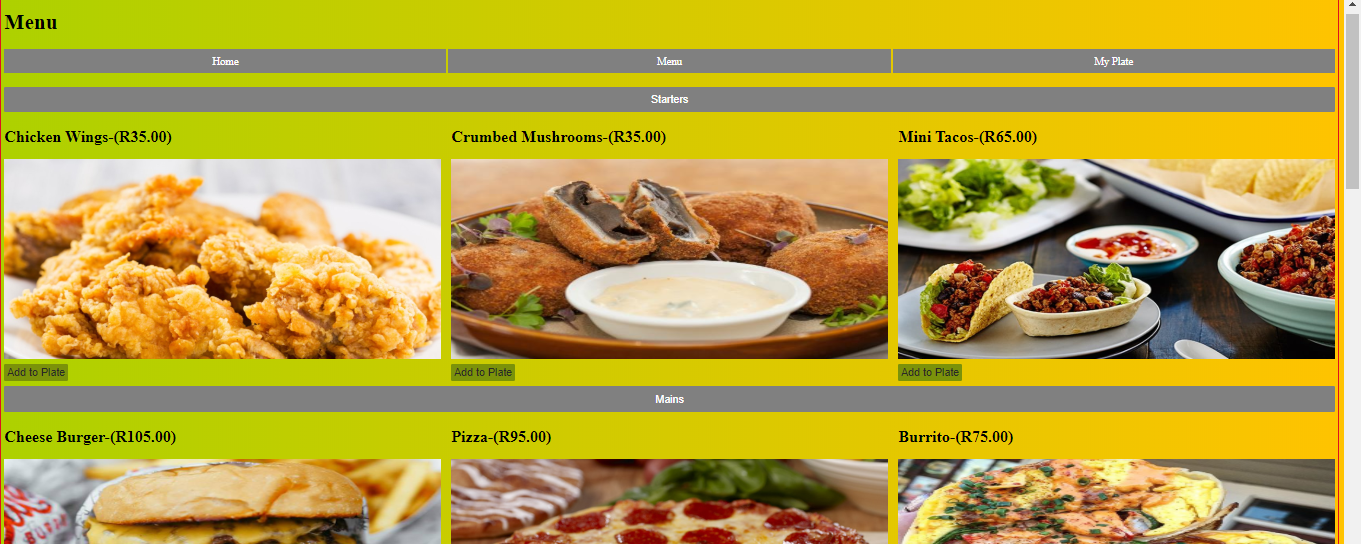 Menu
Home Menu My Plate
Starters
Chicken Wings-(R35.00) Crumbed Mushrooms-(R35.00) Mini Tacos-(R65.00)
Add to Plate Add to Plate Add to Plate
Mains
Cheese Burger-(R105.00) Pizza-(R95.00) Burrito-(R75.00)